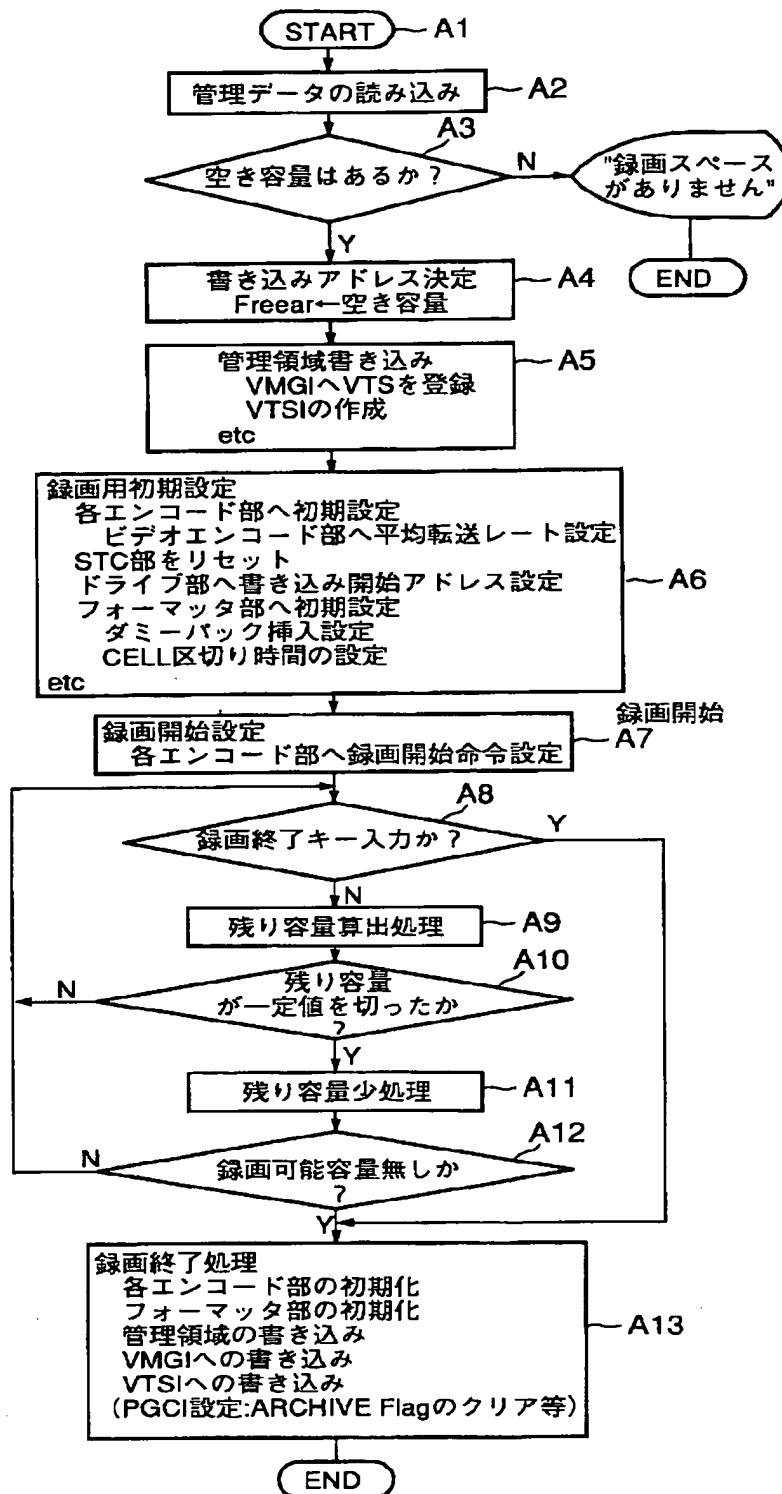 START
A1
管理データの読み込み
A2
A3
空き容量はあるか？
N
"録画スペース
がありません"
END
Y
書き込みアドレス決定
Freear←空き容量
A4
管理領域書き込み
VMGIへVTSを登録
VTSIの作成
etc
A5
録画用初期設定
各エンコード部へ初期設定
ビデオエンコード部へ平均転送レート設定
STC部をリセット
ドライブ部へ書き込み開始アドレス設定
フォーマッタ部へ初期設定
ダミーパック挿入設定
CELL区切り時間の設定
etc
A6
録画開始設定
各エンコード部へ録画開始命令設定
録画開始
A7
A8
録画終了キー入力か？
Y
N
残り容量算出処理
A9
A10
残り容量
が一定値を切ったか
？
N
Y
残り容量少処理
A11
A12
録画可能容量無しか
？
N
Y
録画終了処理
各エンコード部の初期化
フォーマッタ部の初期化
管理領域の書き込み
VMGIへの書き込み
VTSIへの書き込み
(PGCI設定:ARCHIVE Flagのクリア等)
A13
END